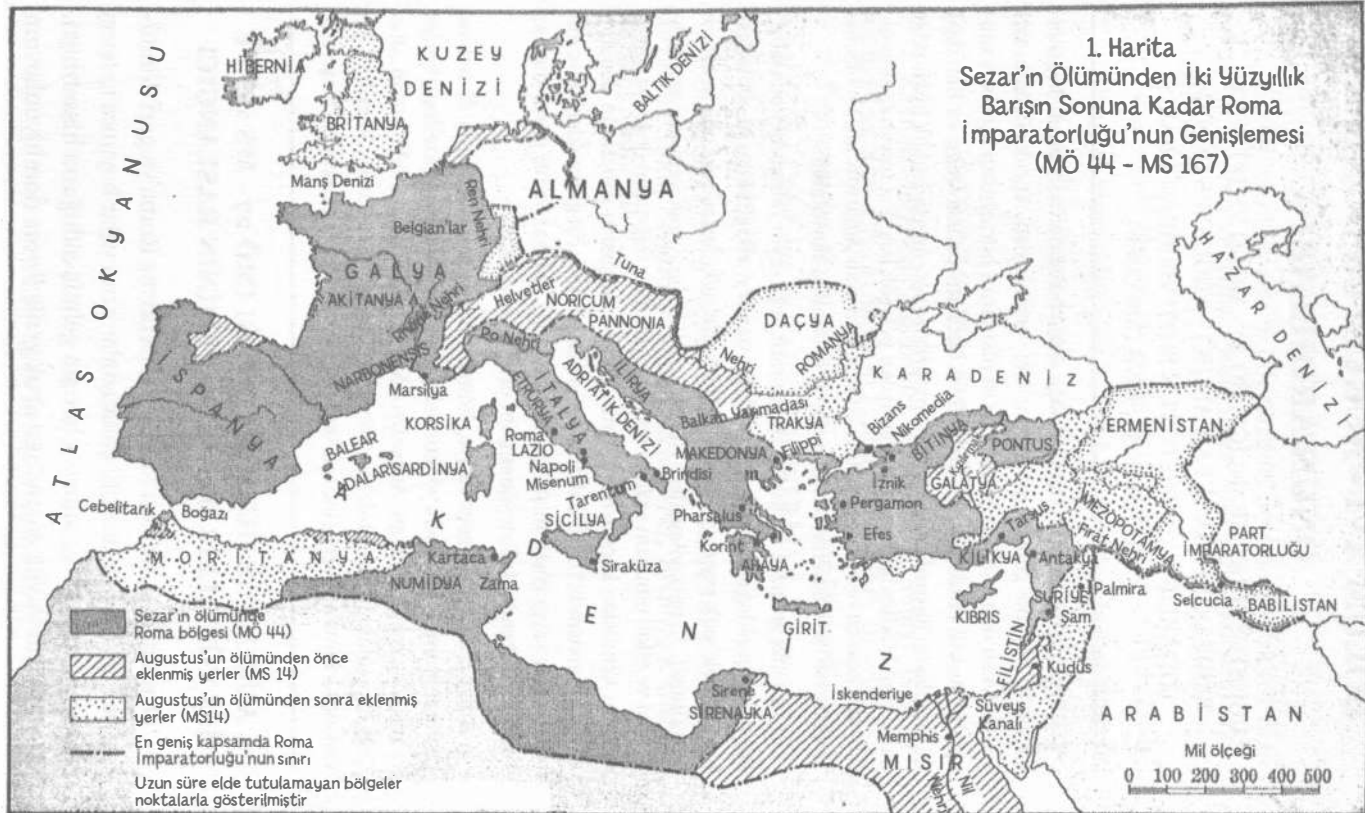 1. Harita
Sezar'ın Ölümünden İki Yüzyıllık
Barışın Sonuna Kadar Roma
İmparatorluğu'nun Genişlemesi
(MÖ 44 - MS 167)
ATLAS OKYANUSU
HİBERNİA
KUZEY
DENİZİ
BALTIK DENİZİ
BRİTANYA
Manş Denizi
ALMANYA
Ren Nehri
Belgian'lar
GALYA
AKİTANYA
Rhone Nehri
NARBONENSİS
Marsilya
Helvetler
NORICUM
PANNONIA
Tuna
Nehri
DAÇYA
ROMANYA
HAZAR DENİZİ
KARADENİZ
İSPANYA
Po Nehri
ETRURYA
İTALYA
ADRİATİK DENİZİ
İLİRYA
Balkan Yarımadası
TRAKYA
MAKEDONYA
Filippi
Bizans
Nikomedia
BİTİNYA
PONTUS
ERMENİSTAN
KORSİKA
BALEAR
ADALARI
SARDİNYA
Roma
LAZIO
Napoli
Misenum
Tarentum
Brindisi
İznik
GALATYA
Pergamon
Efes
Tarsus
KİLİKYA
Antakya
MEZOPOTAMYA
Fırat Nehri
PART
İMPARATORLUĞU
Cebelitarık
Boğazı
MORİTANYA
Kartaca
NUMİDYA
Zama
SİCİLYA
Siraküza
Pharsalus
Korint
AHAYA
GİRİT
KIBRIS
SURİYE
Şam
Palmira
Selcucia
BABİLİSTAN
AKDENİZ
FİLİSTİN
Kudüs
Sirene
SİRENAYKA
İskenderiye
Süveyş
Kanalı
Memphis
MISIR
Nil
Nehri
ARABİSTAN
Mil ölçeği
0 100 200 300 400 500
Sezar'ın ölümünde
Roma bölgesi (MÖ 44)
Augustus'un ölümünden önce
eklenmiş yerler (MS 14)
Augustus'un ölümünden sonra eklenmiş
yerler (MS14)
En geniş kapsamda Roma
İmparatorluğu'nun sınırı
Uzun süre elde tutulamayan bölgeler
noktalarla gösterilmiştir